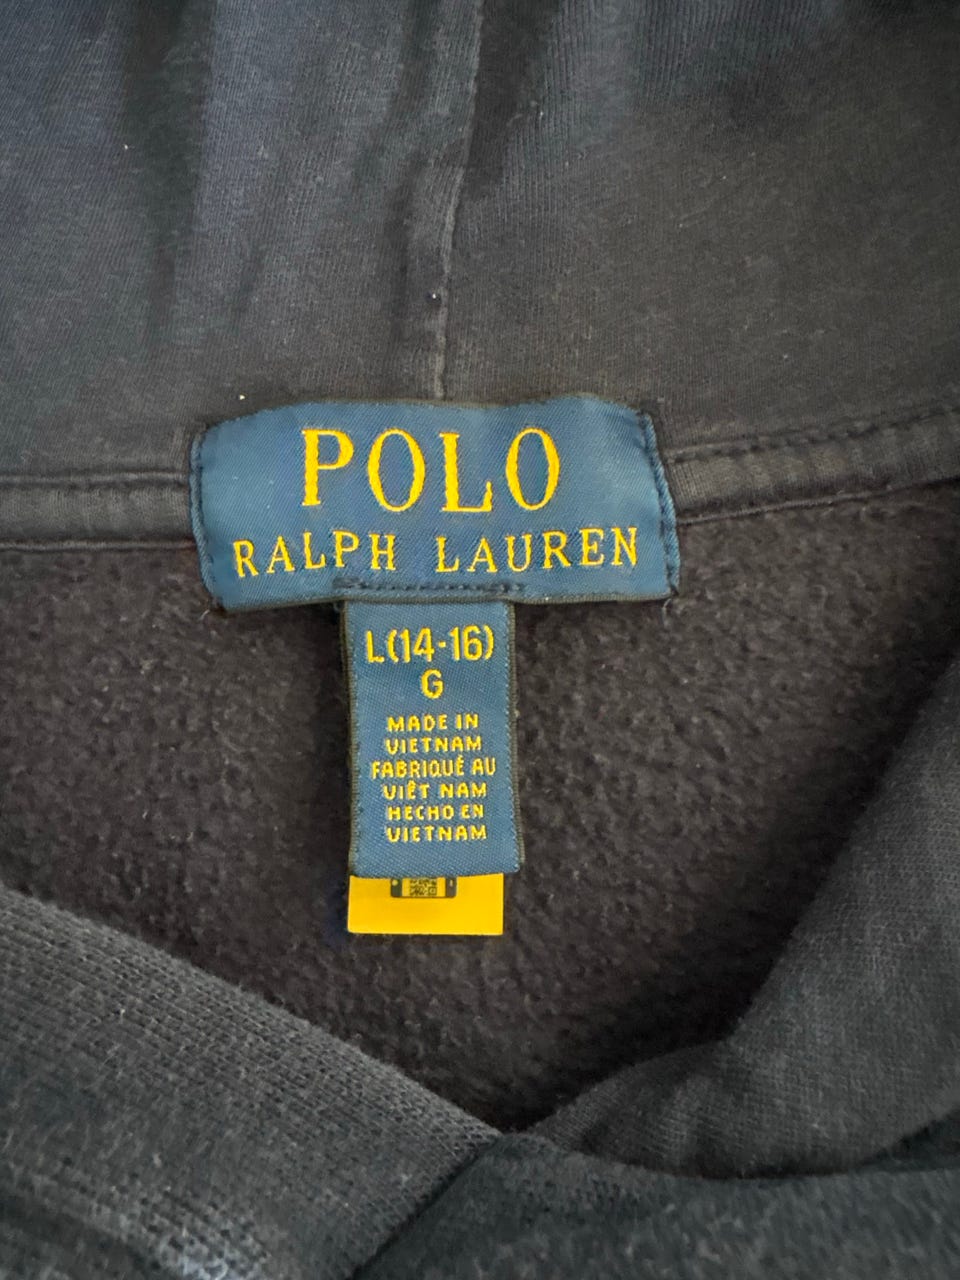 POLO
RALPH LAUREN
L(14-16)
G
MADE IN
VIETNAM
FABRIQUÉ AU
VIÊT NAM
HECHO EN
VIETNAM